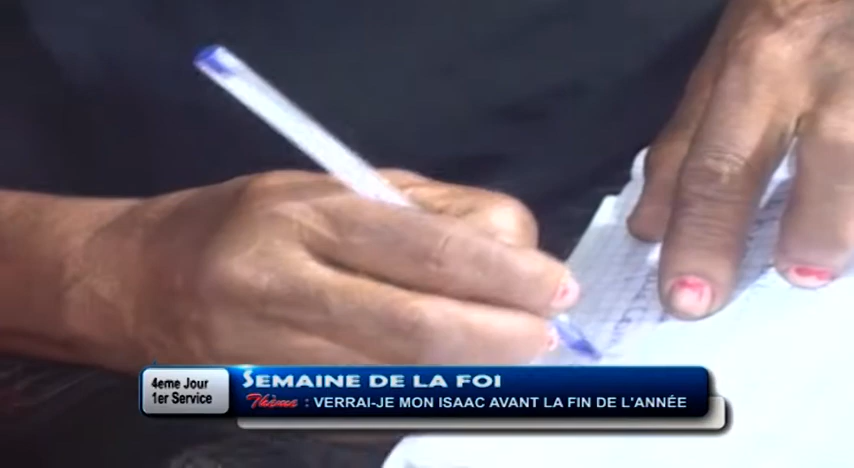 4eme Jour
1er Service
SEMAINE DE LA FOI
Thème : VERRAI-JE MON ISAAC AVANT LA FIN DE L'ANNÉE